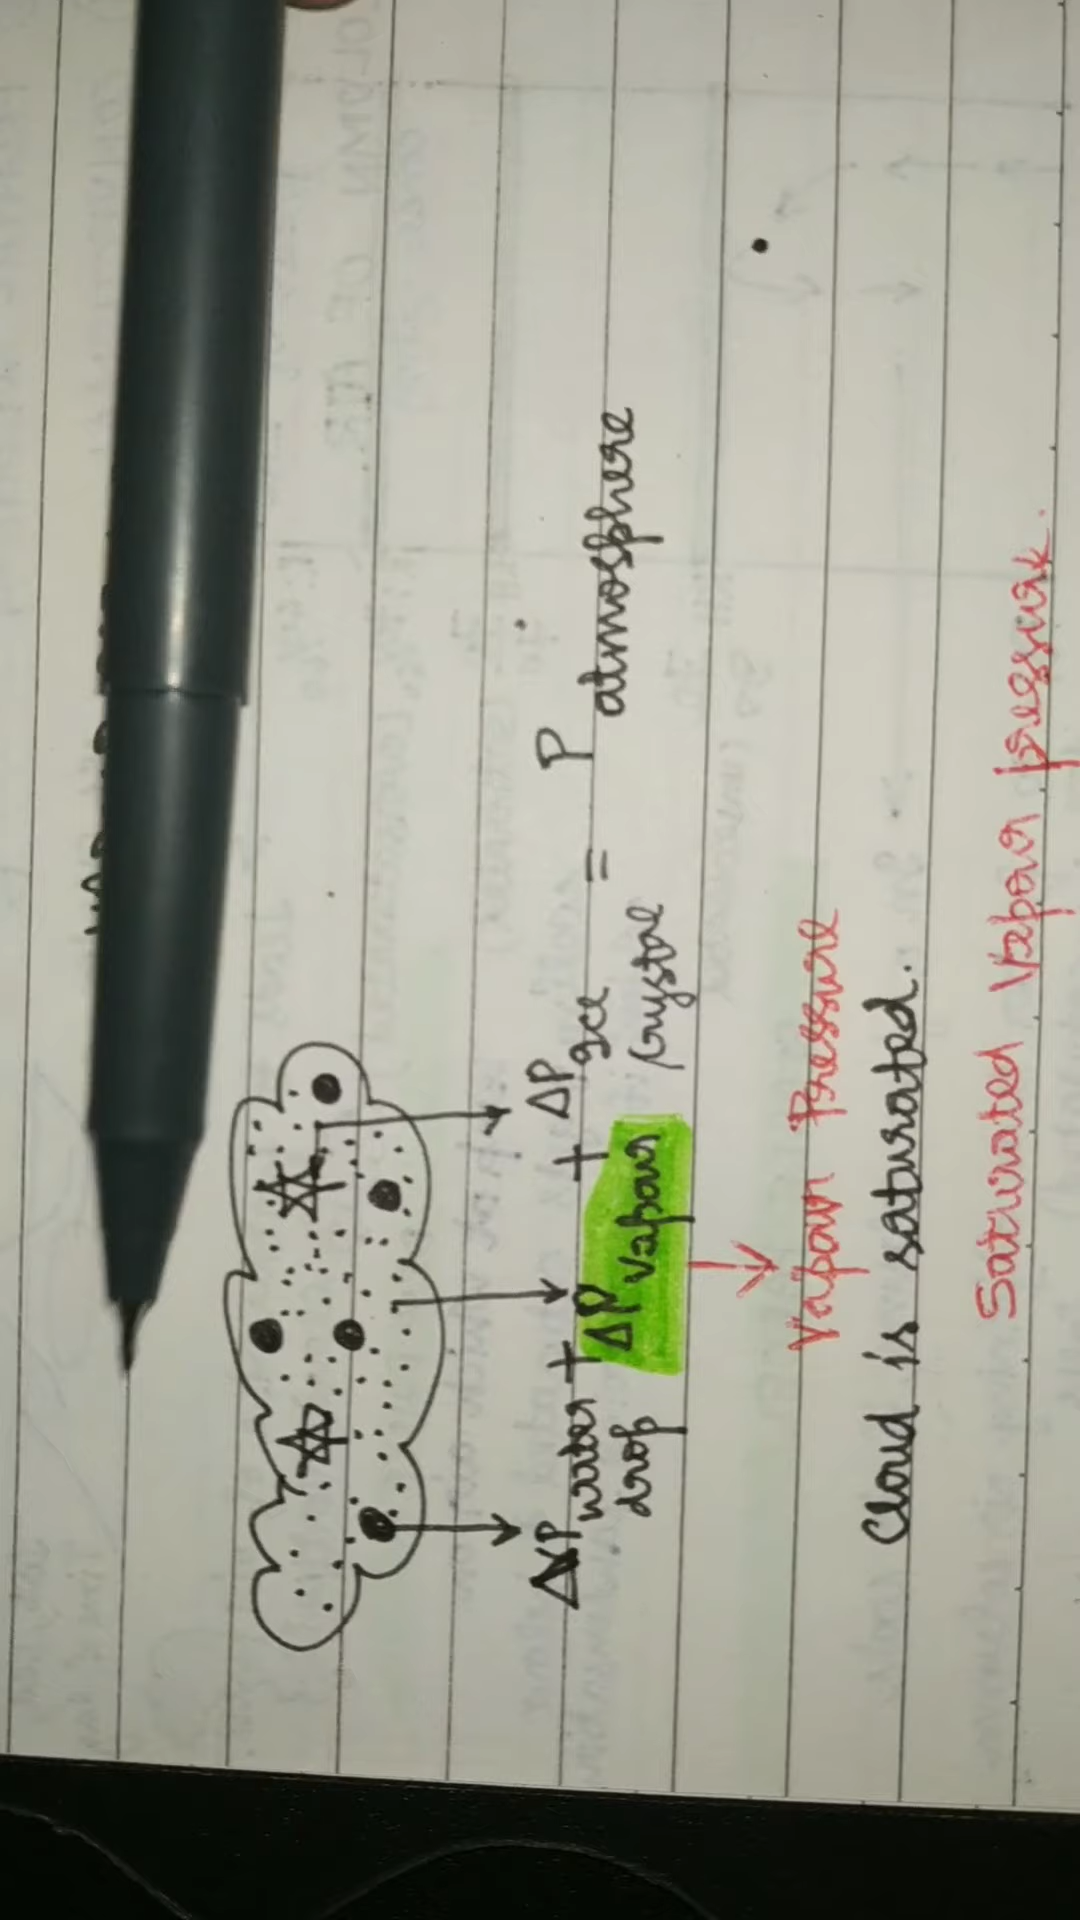 ΔP water drop + ΔP vapour + ΔP Ice Crystal = P atmosphere
Vapour Pressure
Cloud is saturated.
Saturated Vapour pressure.